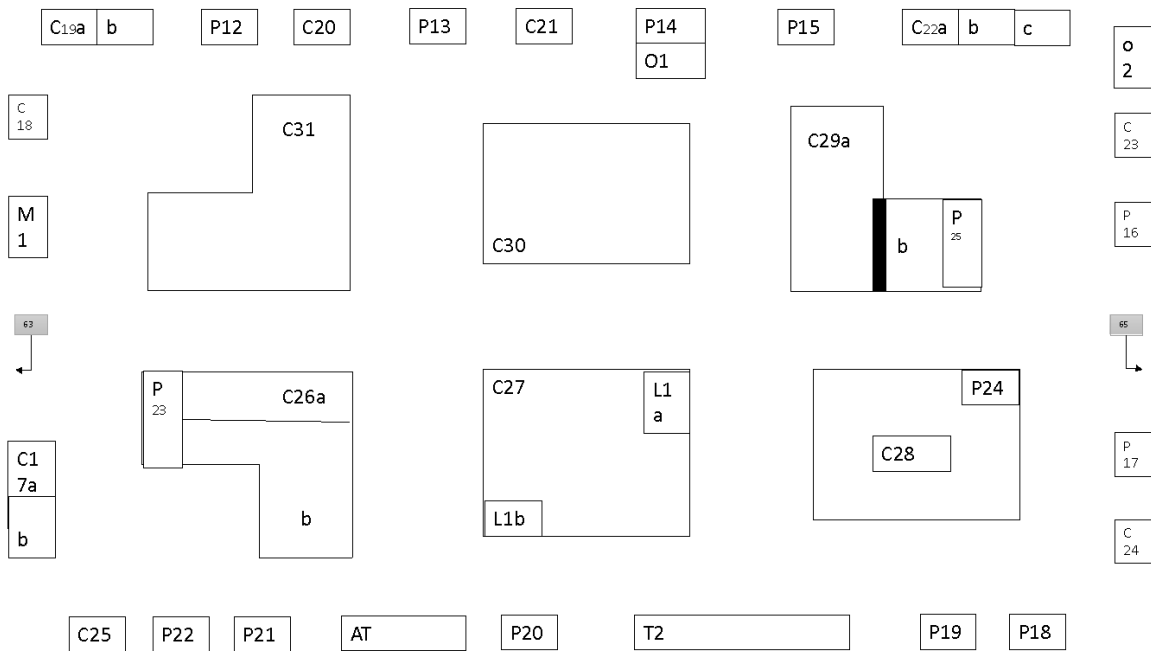 C19a b P12 C20 P13 C21 P14 P15 C22a b c
O1
o
2
C
18
C31
C29a
C
23
M
1
P
16
C30
b
P
25
63
65
P
23
C26a
C27
L1
a
P24
C1
7a
C28
P
17
b
b
L1b
C
24
C25 P22 P21 AT P20 T2 P19 P18